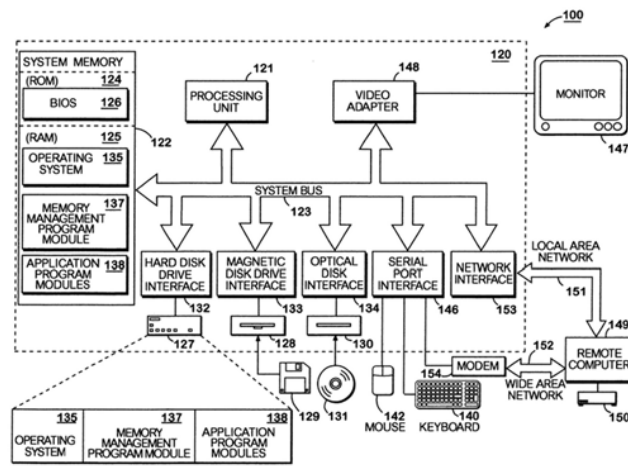 100
120
SYSTEM MEMORY
(ROM) 124
BIOS 126
122
(RAM) 125
OPERATING 135
SYSTEM
137
MEMORY
MANAGEMENT
PROGRAM
MODULE
APPLICATION
PROGRAM 138
MODULES
121
PROCESSING
UNIT
148
VIDEO
ADAPTER
MONITOR
147
SYSTEM BUS
123
HARD DISK
DRIVE
INTERFACE
132
MAGNETIC
DISK DRIVE
INTERFACE
133
OPTICAL
DISK
INTERFACE
134
SERIAL
PORT
INTERFACE
146
NETWORK
INTERFACE
153
LOCAL AREA
NETWORK
151
127
128
130
129
131
142
MOUSE
140
KEYBOARD
154
MODEM
152
WIDE AREA
NETWORK
149
REMOTE
COMPUTER
150
135
OPERATING
SYSTEM
137
MEMORY
MANAGEMENT
PROGRAM MODULE
138
APPLICATION
PROGRAM
MODULES